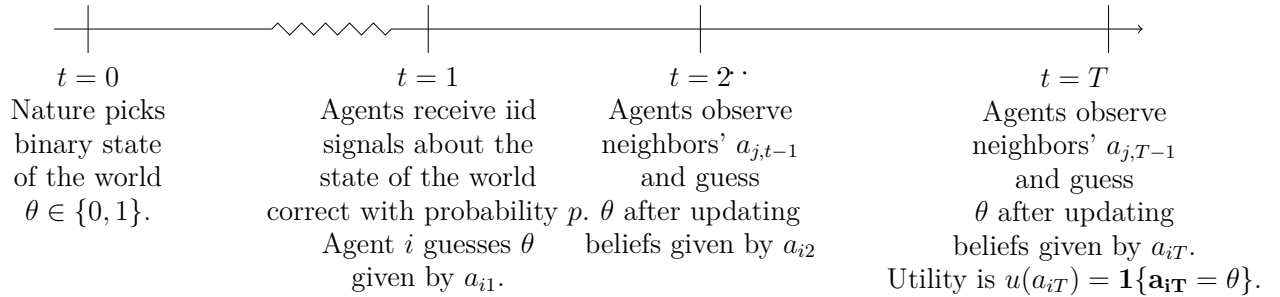 t = 0
Nature picks
binary state
of the world
θ ∈ {0, 1}.
t = 1
Agents receive iid
signals about the
state of the world
correct with probability p.
Agent i guesses θ
given by a_{i1}.
t = 2··
Agents observe
neighbors' a_{j,t−1}
and guess
θ after updating
beliefs given by a_{i2}
t = T
Agents observe
neighbors' a_{j,T−1}
and guess
θ after updating
beliefs given by a_{iT}.
Utility is u(a_{iT}) = 1{a_{iT} = θ}.